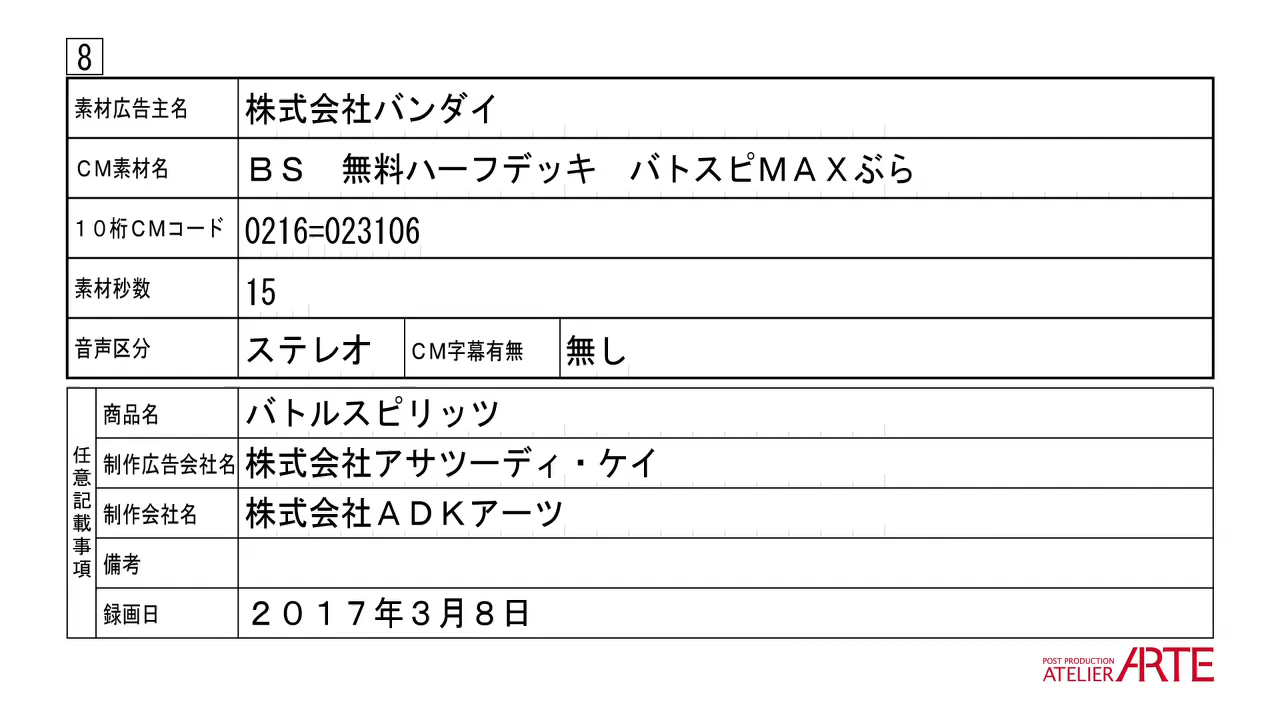 8
素材広告主名 株式会社バンダイ
ＣＭ素材名 ＢＳ　無料ハーフデッキ　バトスピＭＡＸぶら
１０桁ＣＭコード 0216=023106
素材秒数 15
音声区分 ステレオ ＣＭ字幕有無 無し
任意記載事項
商品名 バトルスピリッツ
制作広告会社名 株式会社アサツーディ・ケイ
制作会社名 株式会社ＡＤＫアーツ
備考
録画日 ２０１７年３月８日
POST PRODUCTION
ATELIER ARTE